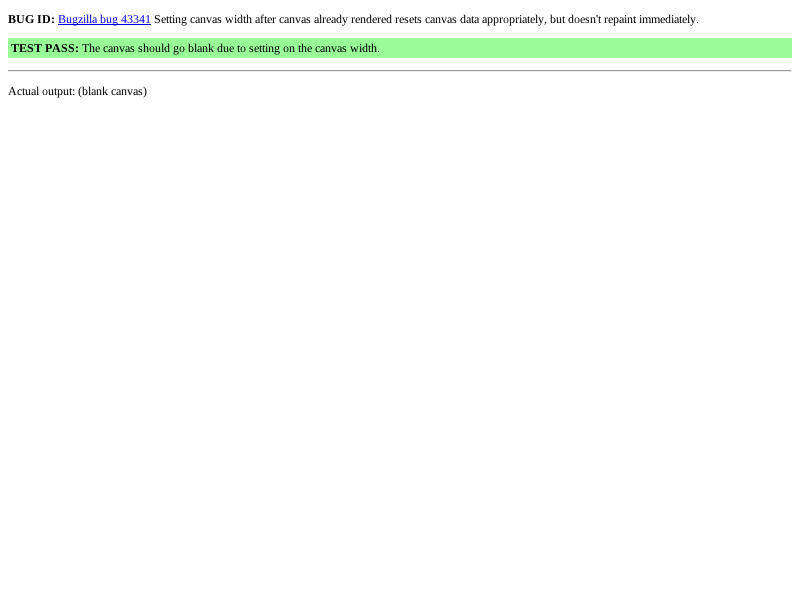 BUG ID: Bugzilla bug 43341 Setting canvas width after canvas already rendered resets canvas data appropriately, but doesn't repaint immediately.
TEST PASS: The canvas should go blank due to setting on the canvas width.
Actual output: (blank canvas)